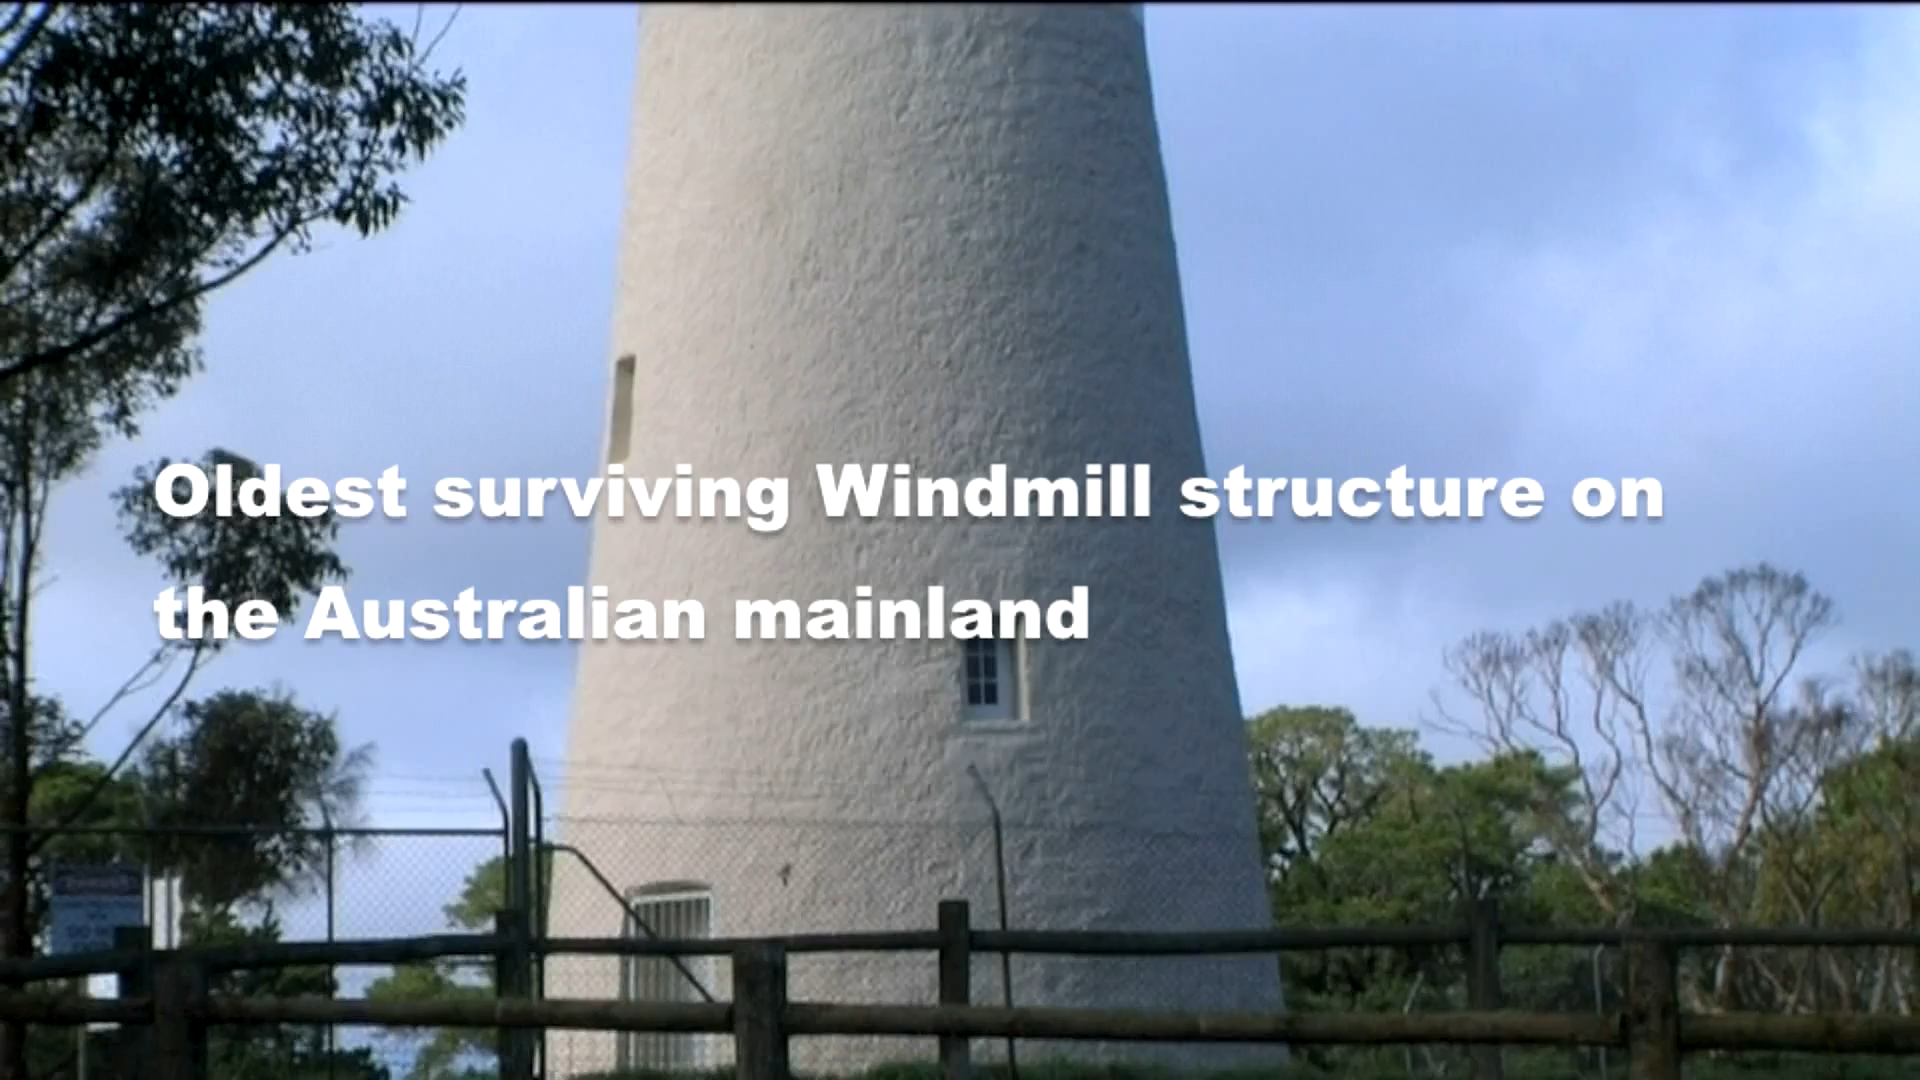 Oldest surviving Windmill structure on
the Australian mainland